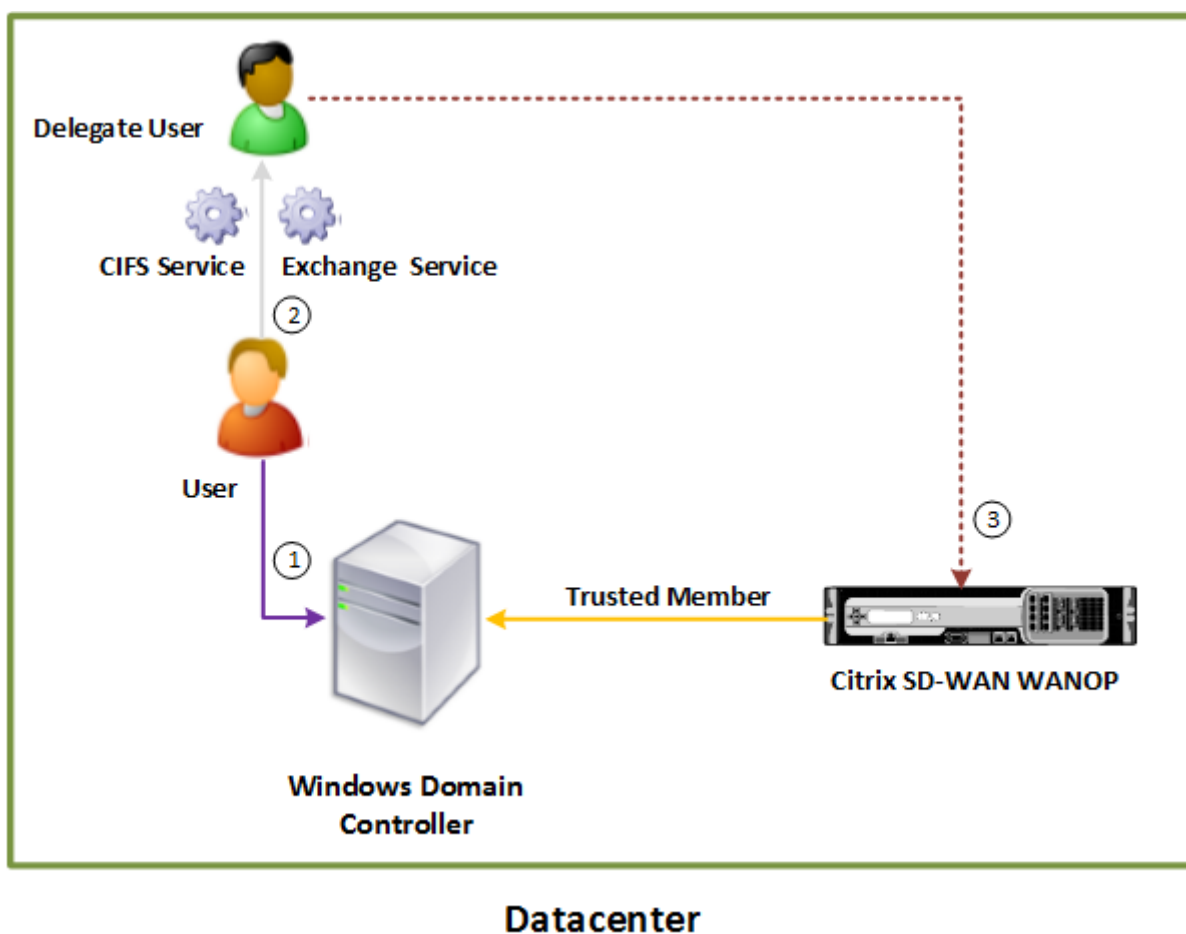 Delegate User
CIFS Service
Exchange Service
2
User
1
3
Trusted Member
Citrix SD-WAN WANOP
Windows Domain
Controller
Datacenter